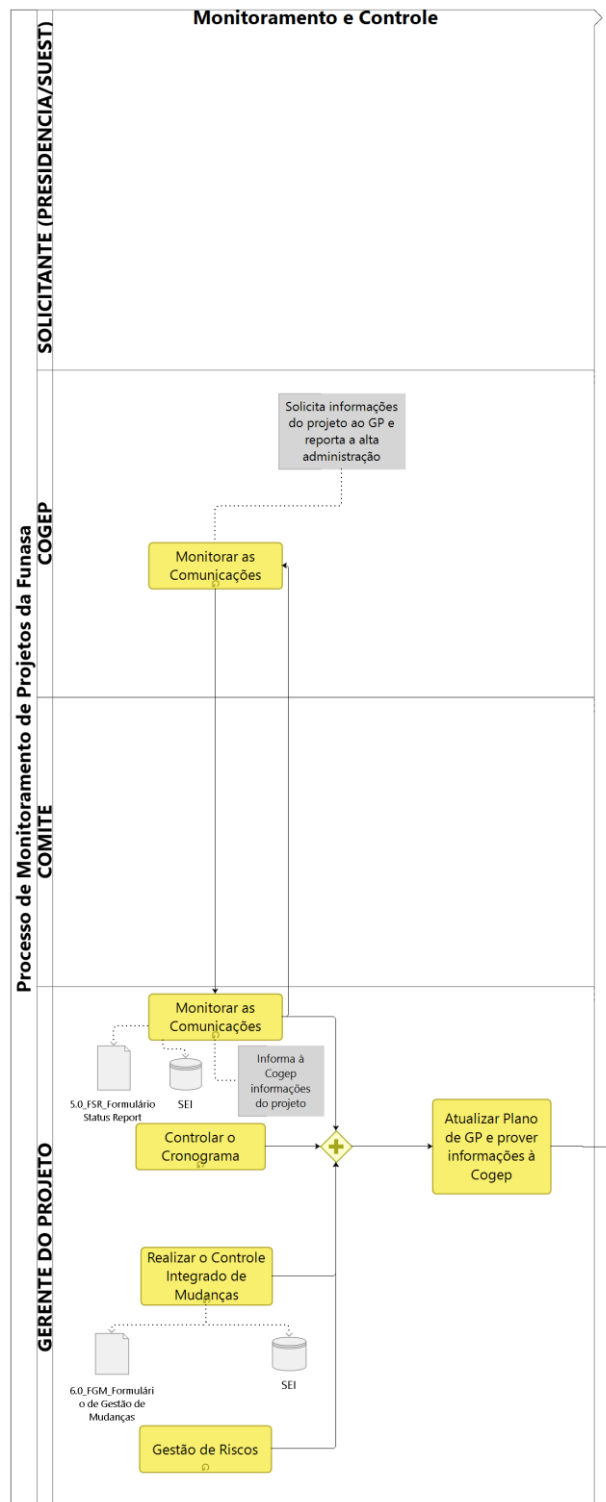 Monitoramento e Controle
Processo de Monitoramento de Projetos da Funasa
SOLICITANTE (PRESIDENCIA/SUEST)
COGEP
Solicita informações
do projeto ao GP e
reporta a alta
administração
Monitorar as
Comunicações
COMITE
GERENTE DO PROJETO
Monitorar as
Comunicações
5.0_FSR_Formulário
Status Report
SEI
Informa à
Cogep
informações
do projeto
Controlar o
Cronograma
Atualizar Plano
de GP e prover
informações à
Cogep
Realizar o Controle
Integrado de
Mudanças
6.0_FGM_Formulári
o de Gestão de
Mudanças
SEI
Gestão de Riscos